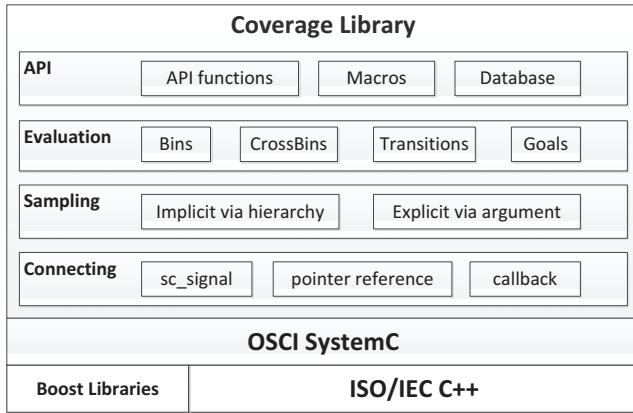 Coverage Library
API
API functions Macros Database
Evaluation
Bins CrossBins Transitions Goals
Sampling
Implicit via hierarchy Explicit via argument
Connecting
sc_signal pointer reference callback
OSCI SystemC
Boost Libraries ISO/IEC C++